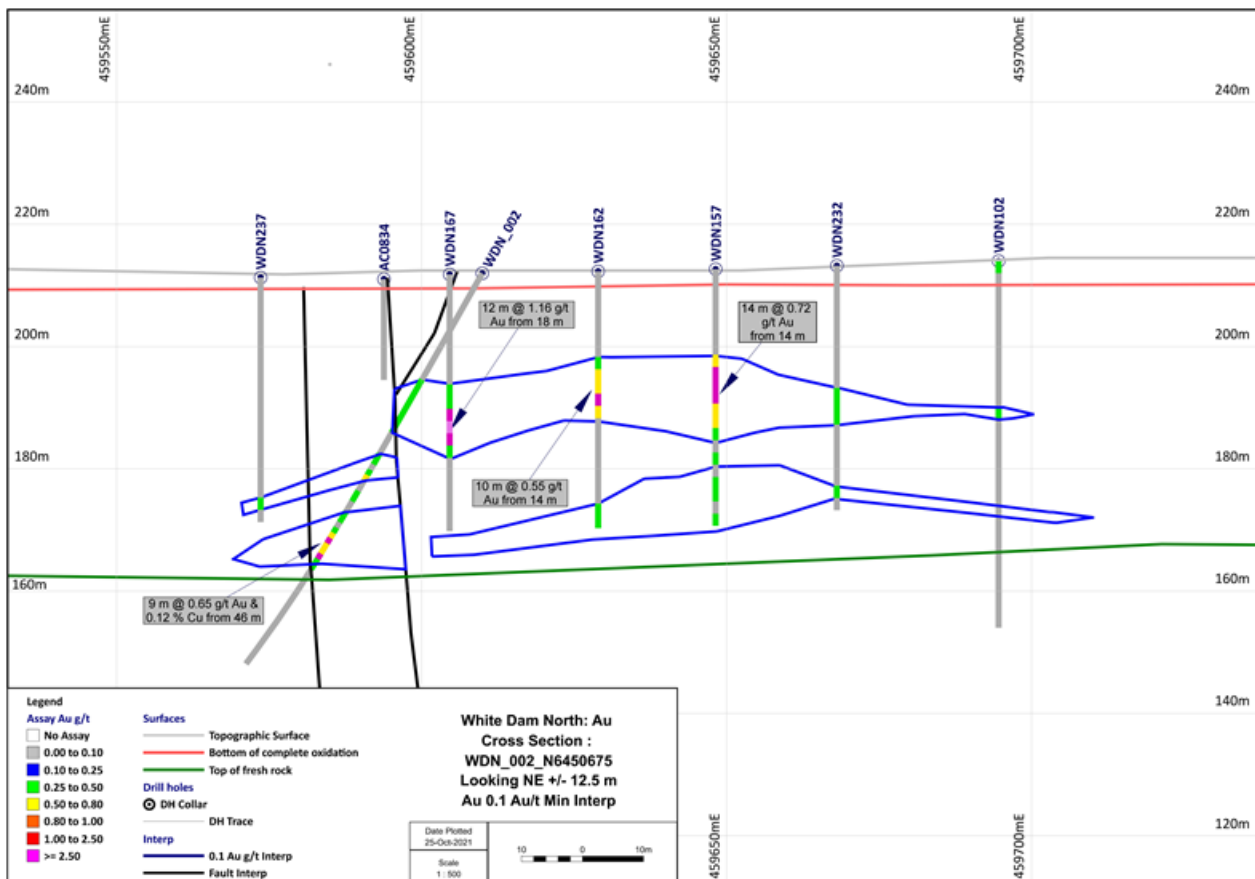 459550mE
459600mE
459650mE
459700mE
240m
240m
220m
220m
WDN237
AC0834
WDN167
WDN_002
WDN162
WDN157
WDN232
WDN102
200m
200m
12 m @ 1.16 g/t
Au from 18 m
14 m @ 0.72
g/t Au
from 14 m
180m
180m
10 m @ 0.55 g/t
Au from 14 m
160m
160m
9 m @ 0.65 g/t Au &
0.12 % Cu from 46 m
140m
120m
459650mE
459700mE
Legend
Assay Au g/t
No Assay
0.00 to 0.10
0.10 to 0.25
0.25 to 0.50
0.50 to 0.80
0.80 to 1.00
1.00 to 2.50
>= 2.50
Surfaces
Topographic Surface
Bottom of complete oxidation
Top of fresh rock
Drill holes
DH Collar
DH Trace
Interp
0.1 Au g/t Interp
Fault Interp
White Dam North: Au
Cross Section :
WDN_002_N6450675
Looking NE +/- 12.5 m
Au 0.1 Au/t Min Interp
Date Plotted
25-Oct-2021
Scale
1 : 500
10 0 10m